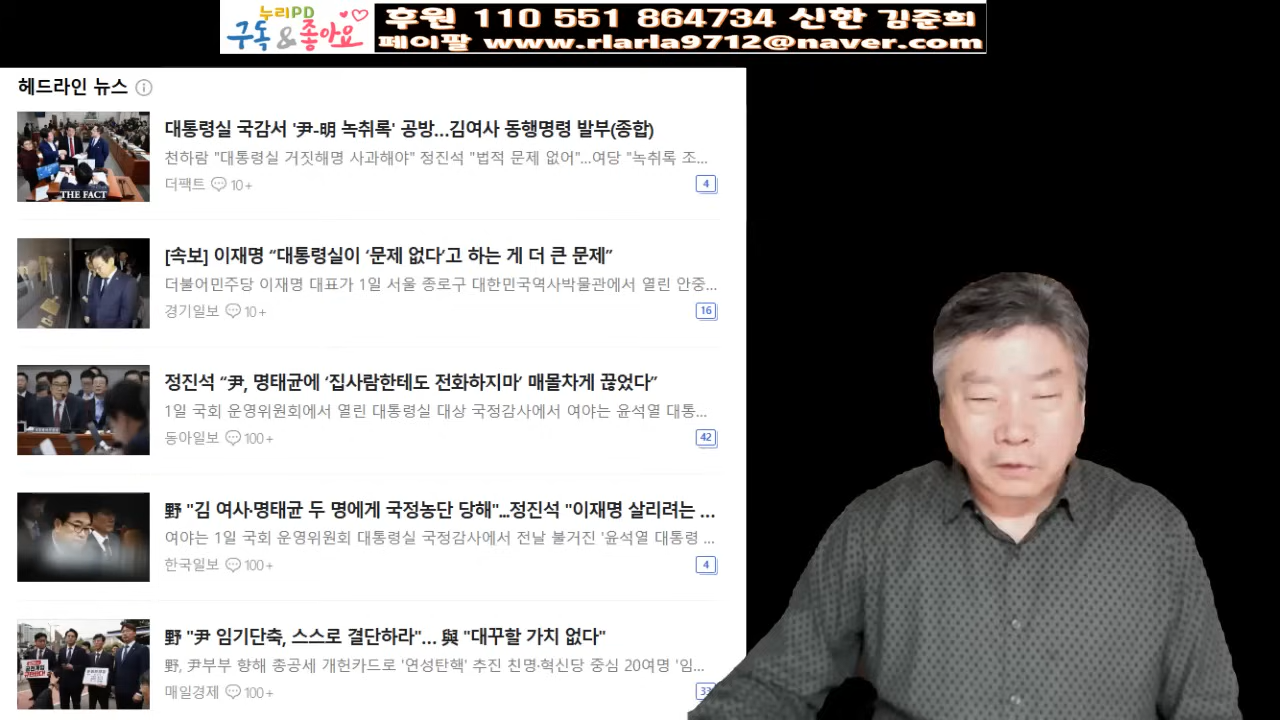 누리PD
구독 & 좋아요
후원 110 551 864734 신한 김준희
페이팔 www.rlarla9712@naver.com
헤드라인 뉴스
대통령실 국감서 '尹-明 녹취록' 공방…김여사 동행명령 발부(종합)
천하람 "대통령실 거짓해명 사과해야" 정진석 "법적 문제 없어"…여당 "녹취록 조...
더팩트 10+
4
THE FACT
[속보] 이재명 “대통령실이 ‘문제 없다’고 하는 게 더 큰 문제”
더불어민주당 이재명 대표가 1일 서울 종로구 대한민국역사박물관에서 열린 안중...
경기일보 10+
16
정진석 “尹, 명태균에 ‘집사람한테도 전화하지마’ 매몰차게 끊었다”
1일 국회 운영위원회에서 열린 대통령실 대상 국정감사에서 여야는 윤석열 대통...
동아일보 100+
42
野 "김 여사·명태균 두 명에게 국정농단 당해"...정진석 "이재명 살리려는 ...
여야는 1일 국회 운영위원회 대통령실 국정감사에서 전날 불거진 '윤석열 대통령 ...
한국일보 100+
4
野 "尹 임기단축, 스스로 결단하라"… 與 "대꾸할 가치 없다"
野, 尹부부 향해 총공세 개헌카드로 '연성탄핵' 추진 친명·혁신당 중심 20여명 '임...
매일경제 100+
33